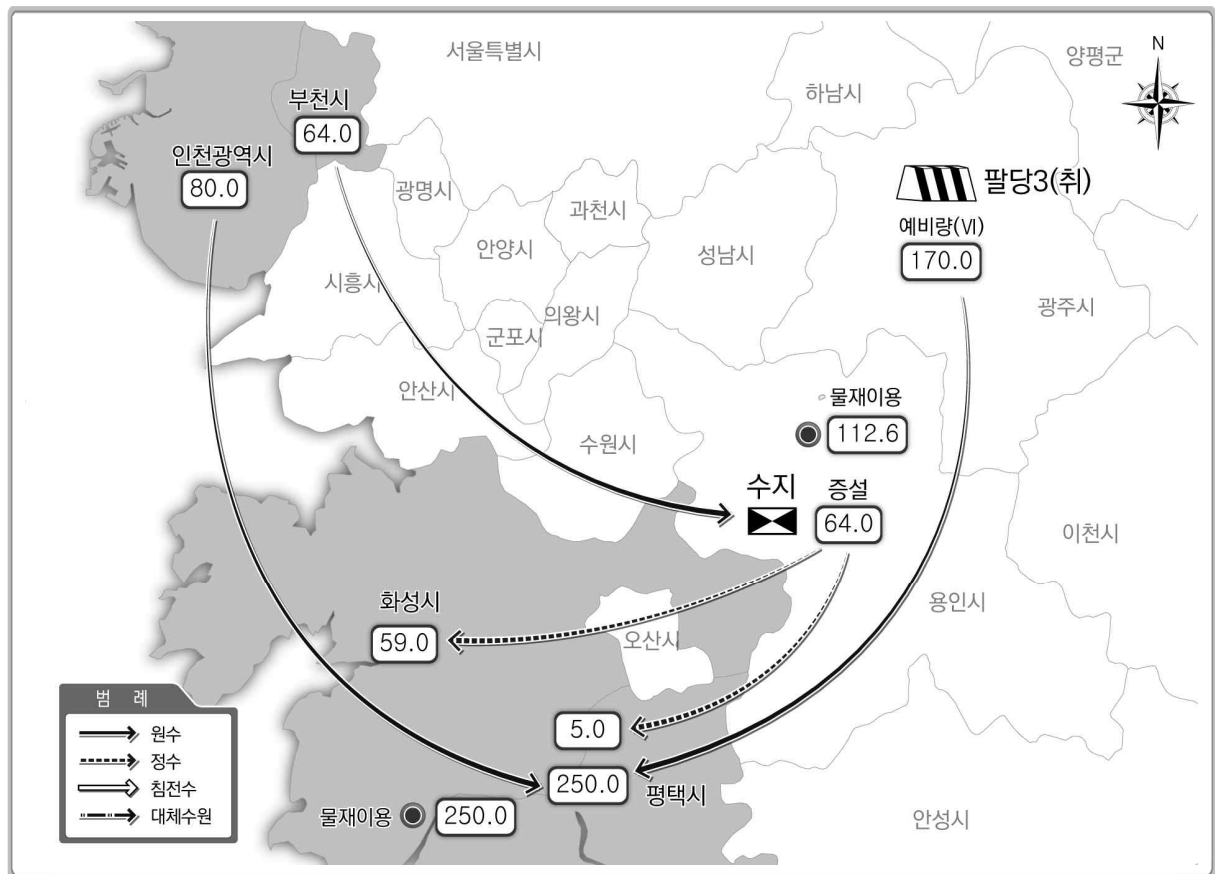 서울특별시
양평군
N
하남시
부천시
64.0
인천광역시
80.0
광명시
과천시
안양시
성남시
팔당3(취)
예비량(Ⅵ)
170.0
시흥시
군포시
의왕시
광주시
안산시
수원시
물재이용
112.6
수지
증설
64.0
이천시
화성시
59.0
오산시
용인시
범 례
원수
정수
침전수
대체수원
5.0
250.0
평택시
물재이용
250.0
안성시